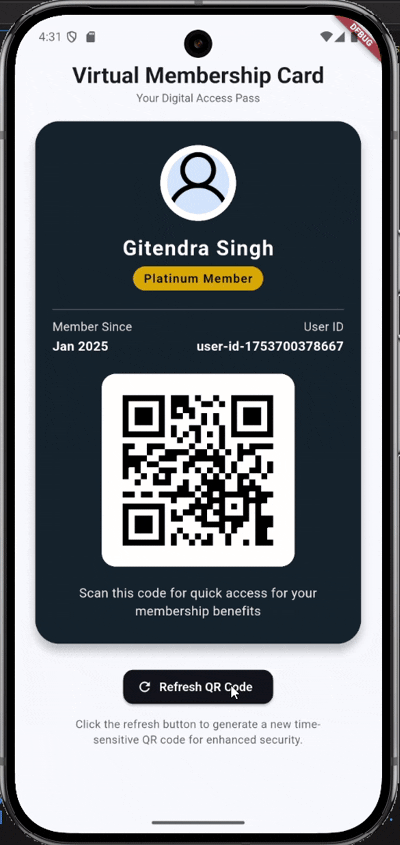 4:31
DEBUG
Virtual Membership Card
Your Digital Access Pass
Gitendra Singh
Platinum Member
Member Since
User ID
Jan 2025
user-id-1753700378667
Scan this code for quick access for your
membership benefits
Refresh QR Code
Click the refresh button to generate a new time-
sensitive QR code for enhanced security.